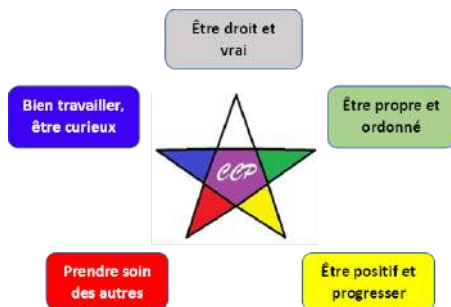 Être droit et
vrai
Bien travailler,
être curieux
Être propre et
ordonné
CCP
Prendre soin
des autres
Être positif et
progresser